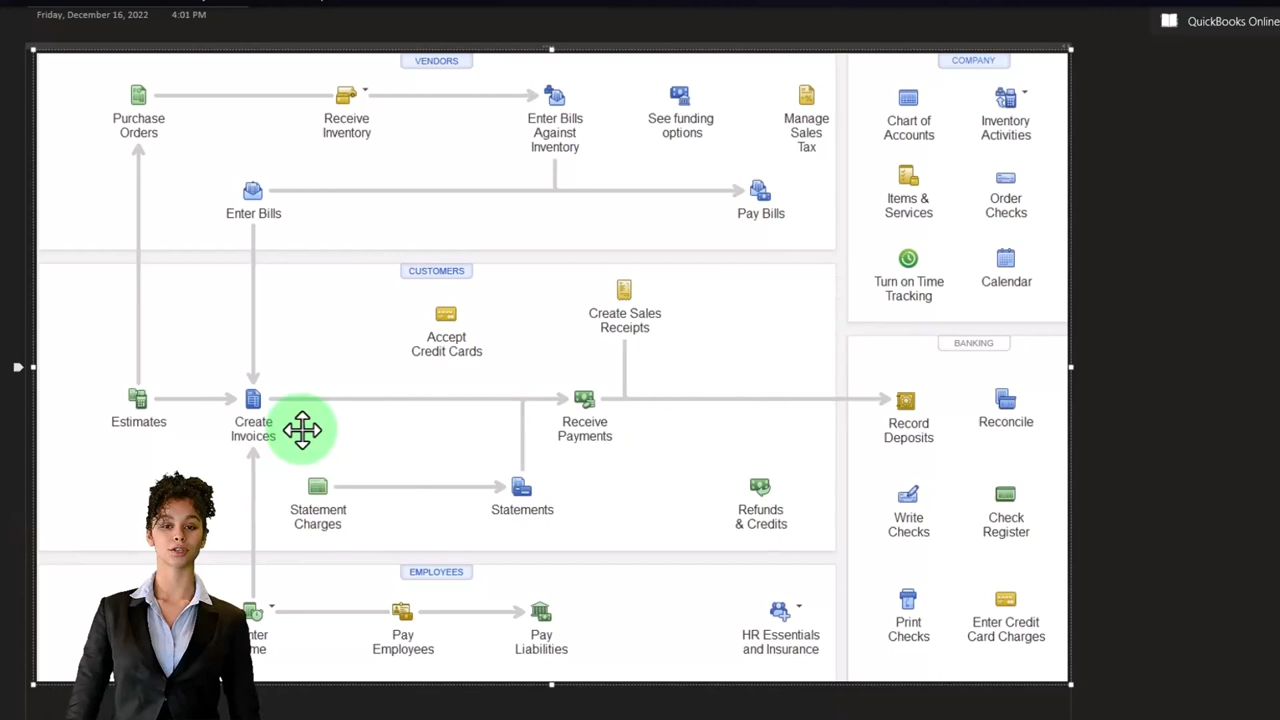 Friday, December 16, 2022 4:01 PM
QuickBooks Online
VENDORS
Purchase
Orders
Receive
Inventory
Enter Bills
Against
Inventory
See funding
options
Manage
Sales
Tax
Enter Bills
Pay Bills
COMPANY
Chart of
Accounts
Inventory
Activities
Items &
Services
Order
Checks
Turn on Time
Tracking
Calendar
CUSTOMERS
Accept
Credit Cards
Create Sales
Receipts
Estimates
Create
Invoices
Receive
Payments
Statement
Charges
Statements
Refunds
& Credits
BANKING
Record
Deposits
Reconcile
Write
Checks
Check
Register
Print
Checks
Enter Credit
Card Charges
EMPLOYEES
Pay
Employees
Pay
Liabilities
HR Essentials
and Insurance